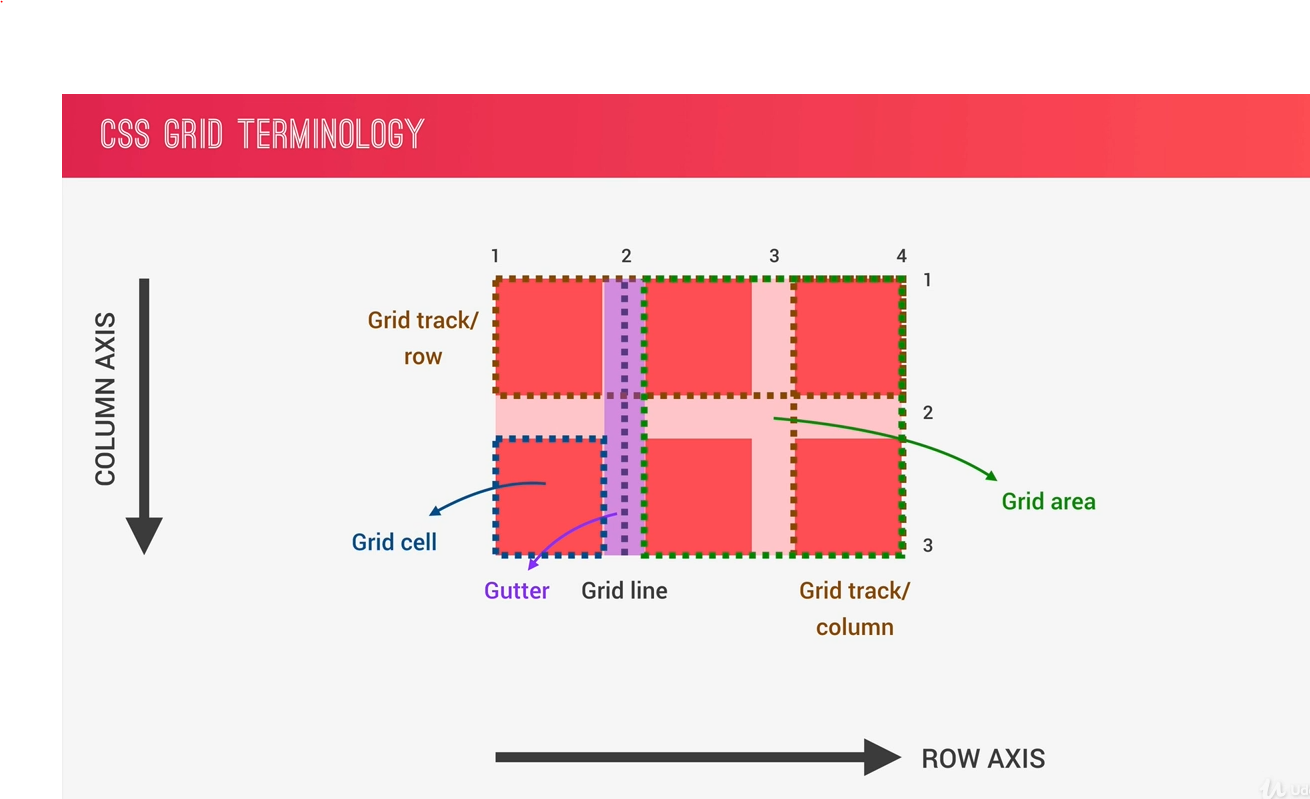 CSS GRID TERMINOLOGY
1 2 3 4
1
Grid track/
row
COLUMN AXIS
2
Grid area
Grid cell
3
Gutter
Grid line
Grid track/
column
ROW AXIS